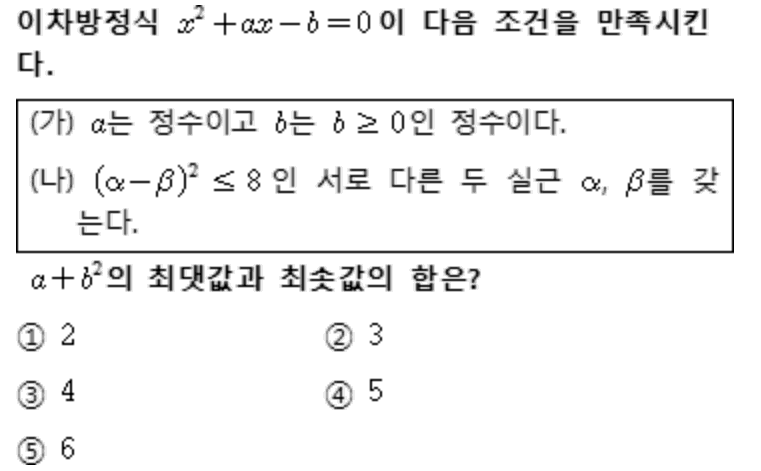 이차방정식 x² + ax − b = 0 이 다음 조건을 만족시킨
다.
(가) a는 정수이고 b는 b ≥ 0인 정수이다.
(나) (α−β)² ≤ 8 인 서로 다른 두 실근 α, β를 갖
는다.
a + b²의 최댓값과 최솟값의 합은?
① 2 ② 3
③ 4 ④ 5
⑤ 6